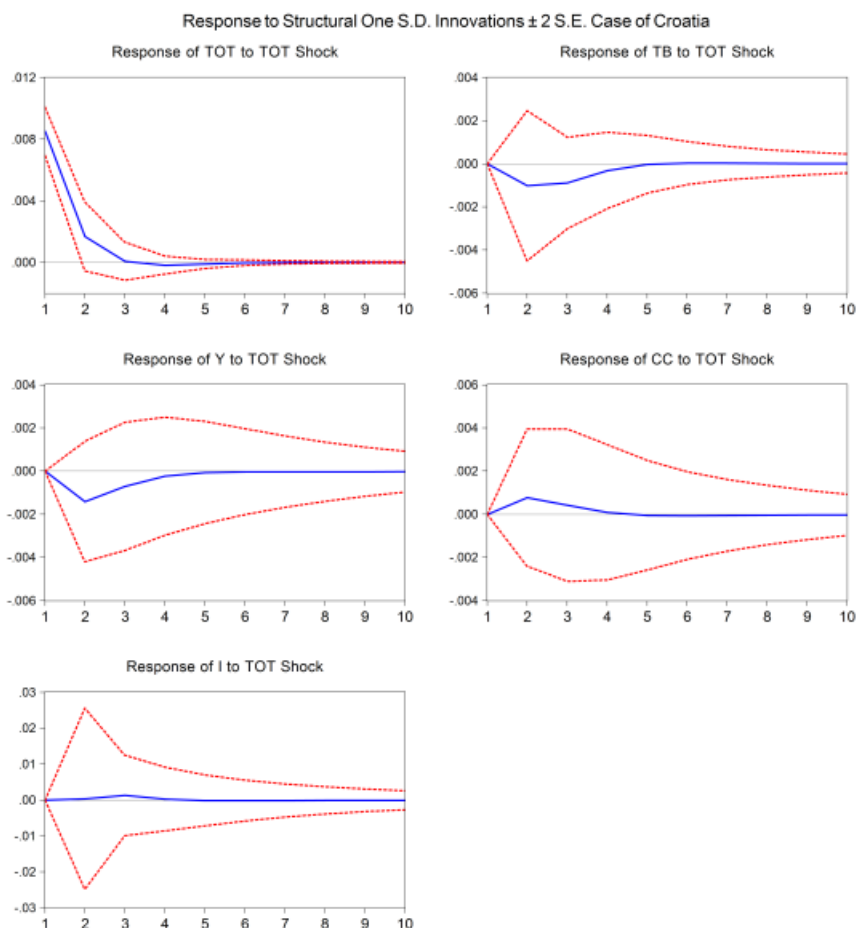 Response to Structural One S.D. Innovations ± 2 S.E. Case of Croatia
Response of TOT to TOT Shock
.012
.008
.004
.000
1 2 3 4 5 6 7 8 9 10
Response of TB to TOT Shock
.004
.002
.000
-.002
-.004
-.006
1 2 3 4 5 6 7 8 9 10
Response of Y to TOT Shock
.004
.002
.000
-.002
-.004
-.006
1 2 3 4 5 6 7 8 9 10
Response of CC to TOT Shock
.006
.004
.002
.000
-.002
-.004
1 2 3 4 5 6 7 8 9 10
Response of I to TOT Shock
.03
.02
.01
.00
-.01
-.02
-.03
1 2 3 4 5 6 7 8 9 10